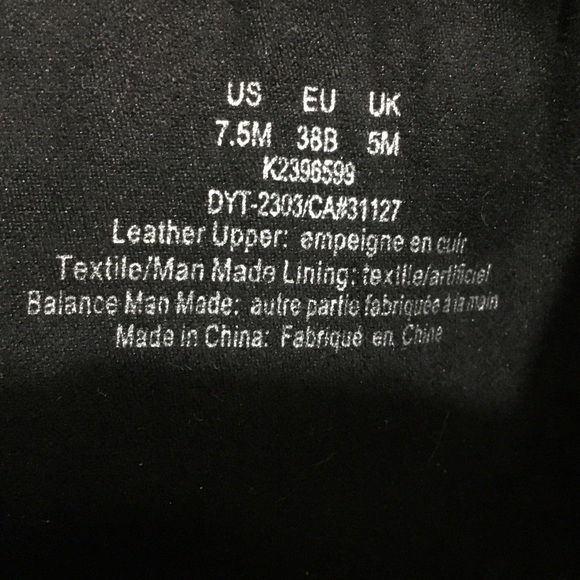 US EU UK
7.5M 38B 5M
K2396599
DYT-2303/CA#31127
Leather Upper: empeigne en cuir
Textile/Man Made Lining: textile/artificiel
Balance Man Made: autre partie fabriquée à la main
Made in China: Fabriqué en China